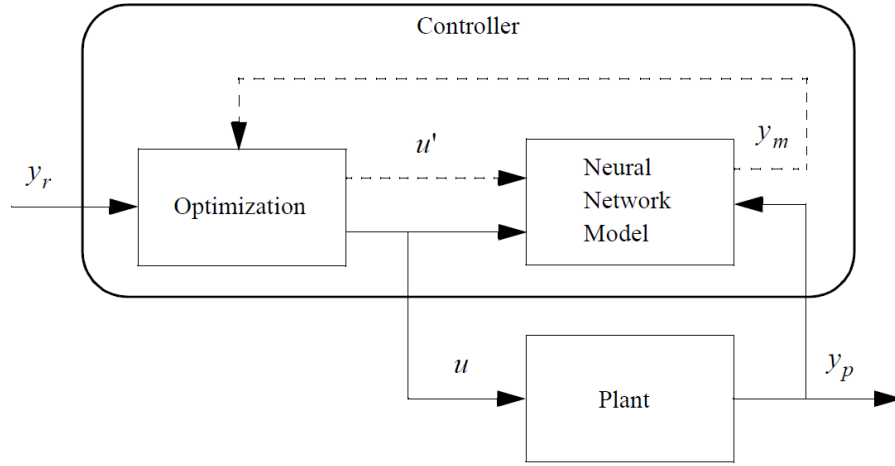 Controller
u'
y_m
Neural
Network
Model
y_r
Optimization
u
Plant
y_p